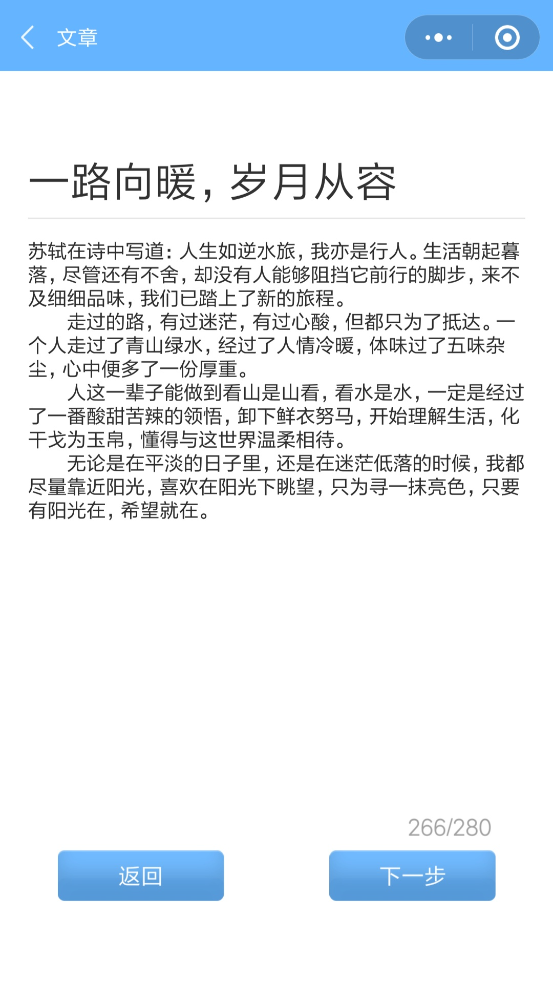 文章
一路向暖，岁月从容
苏轼在诗中写道：人生如逆水旅，我亦是行人。生活朝起暮
落，尽管还有不舍，却没有人能够阻挡它前行的脚步，来不
及细细品味，我们已踏上了新的旅程。
走过的路，有过迷茫，有过心酸，但都只为了抵达。一
个人走过了青山绿水，经过了人情冷暖，体味过了五味杂
尘，心中便多了一份厚重。
人这一辈子能做到看山是山看，看水是水，一定是经过
了一番酸甜苦辣的领悟，卸下鲜衣努马，开始理解生活，化
干戈为玉帛，懂得与这世界温柔相待。
无论是在平淡的日子里，还是在迷茫低落的时候，我都
尽量靠近阳光，喜欢在阳光下眺望，只为寻一抹亮色，只要
有阳光在，希望就在。
266/280
返回
下一步